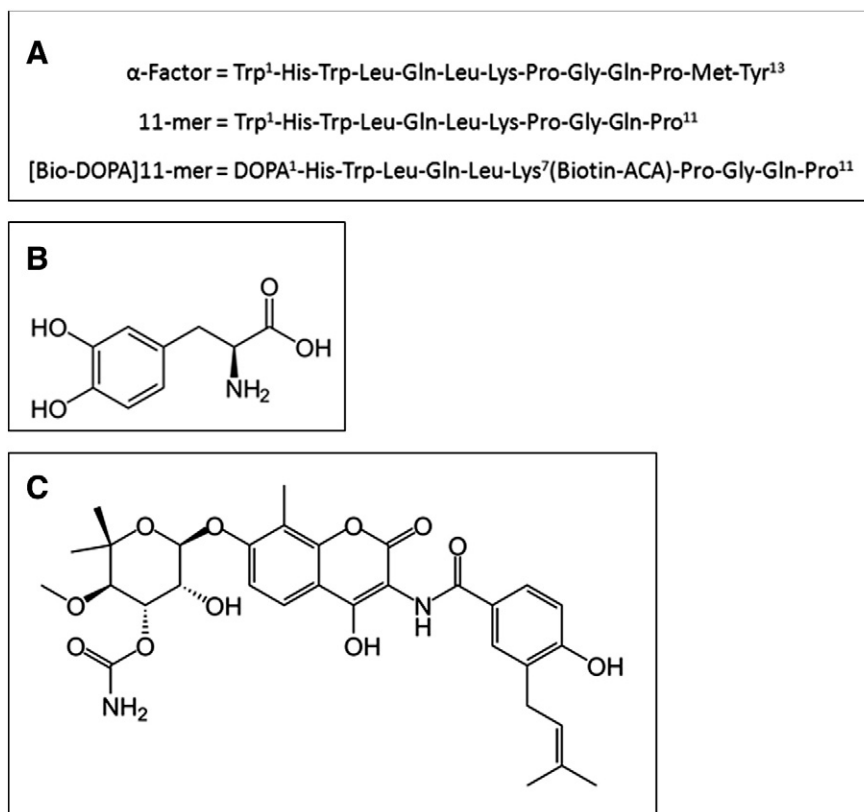 A
α-Factor = Trp¹-His-Trp-Leu-Gln-Leu-Lys-Pro-Gly-Gln-Pro-Met-Tyr¹³
11-mer = Trp¹-His-Trp-Leu-Gln-Leu-Lys-Pro-Gly-Gln-Pro¹¹
[Bio-DOPA]11-mer = DOPA¹-His-Trp-Leu-Gln-Leu-Lys⁷(Biotin-ACA)-Pro-Gly-Gln-Pro¹¹
B
O
HO
OH
HO
NH₂
C
O
O
O
O
O
O
OH
N
H
O
O
OH
OH
NH₂